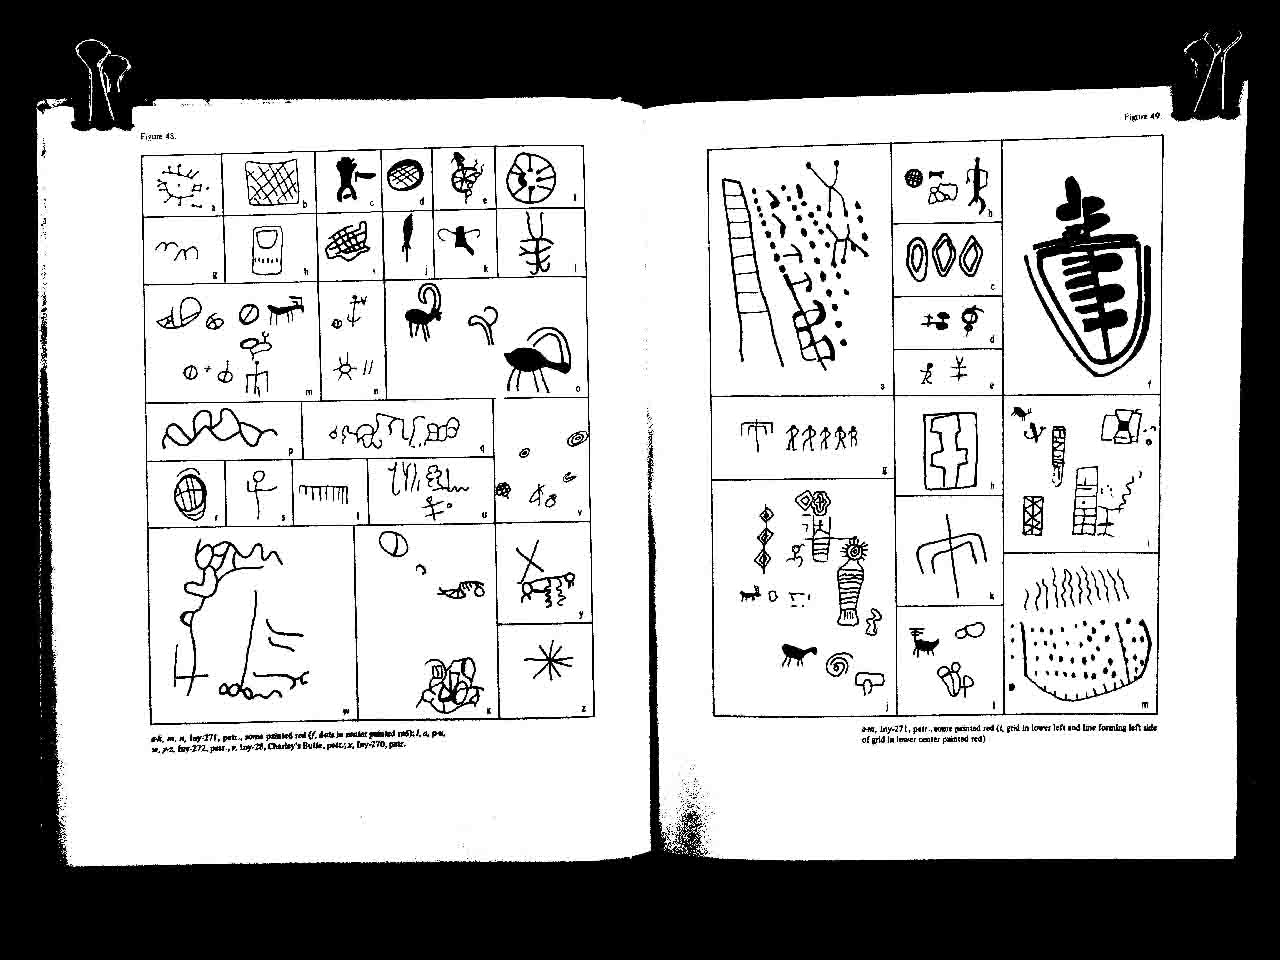 Figure 48.
a b c d e f
g h i j k l
m n o
p q
r s t u v
w x y z
a-k, m, n, Iny-271, petr., some painted red (f, dots in center painted red); l, o, p-u,
w, y-z, Iny-272, petr., v, Iny-28, Charley's Butte, petr.; x, Iny-270, petr.
Figure 49.
a b c d e f
g h i
j k l m
a-m, Iny-271, petr., some painted red (i, grid in lower left and line forming left side
of grid in lower center painted red)